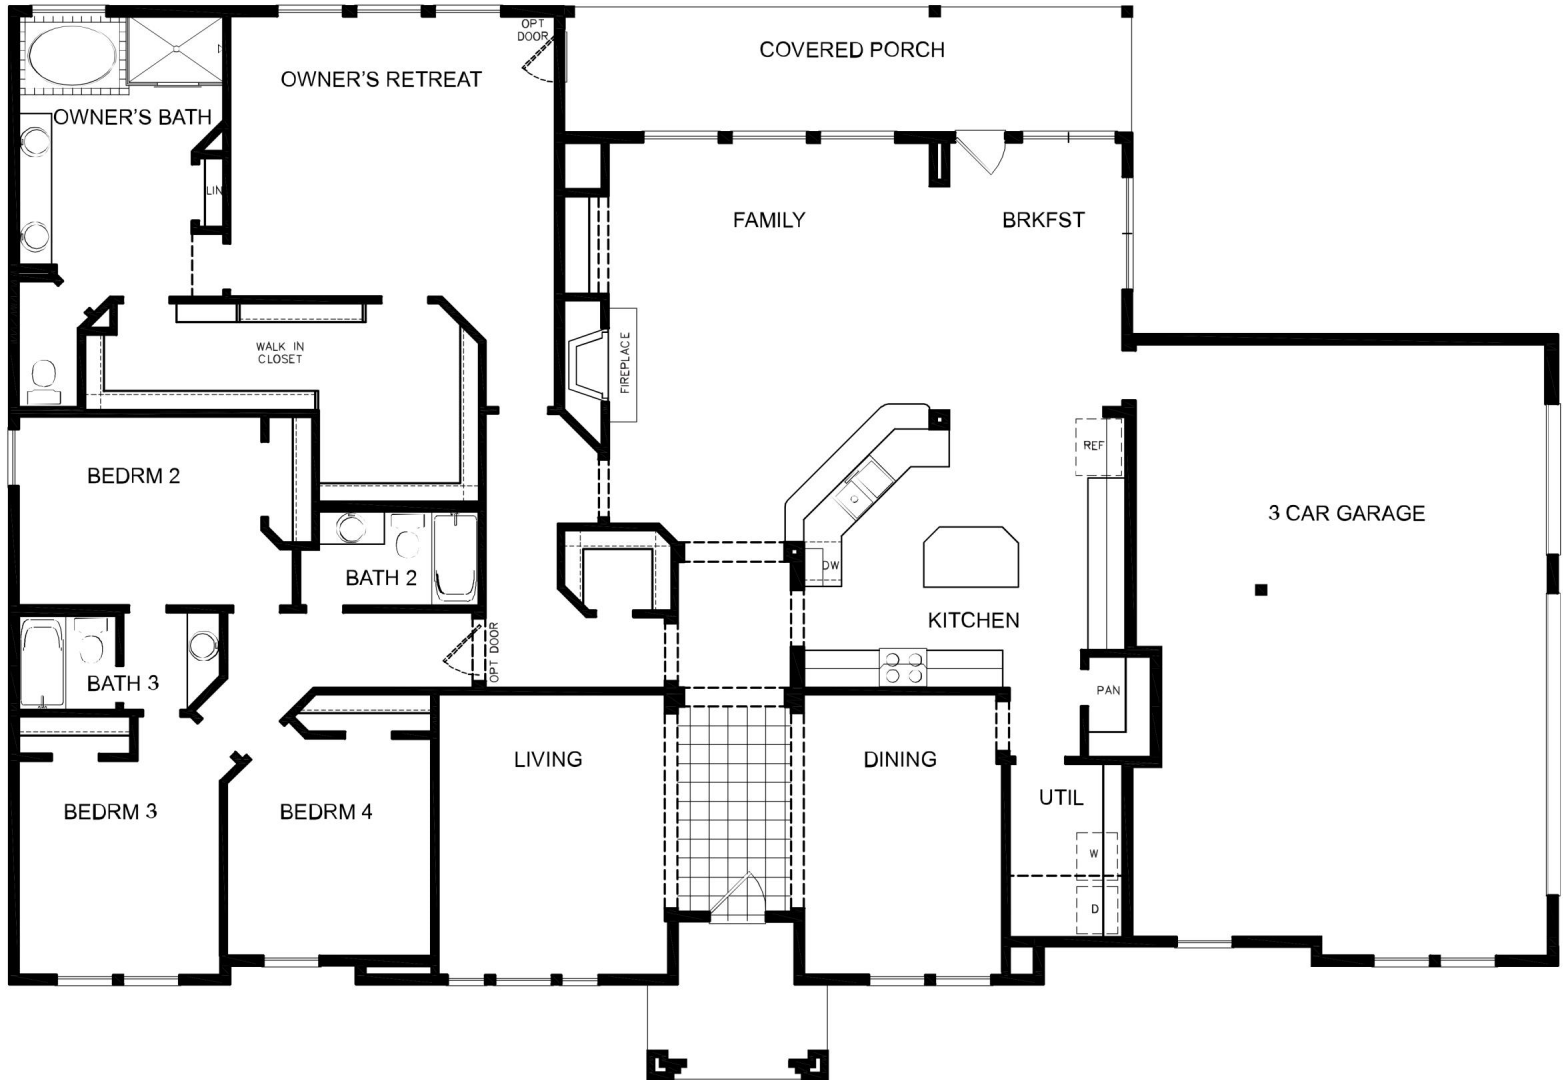 OPT
DOOR
COVERED PORCH
OWNER'S RETREAT
OWNER'S BATH
LIN
FAMILY
BRKFST
WALK IN
CLOSET
FIREPLACE
REF
BEDRM 2
3 CAR GARAGE
DW
BATH 2
KITCHEN
OPT DOOR
BATH 3
PAN
LIVING
DINING
UTIL
BEDRM 3
BEDRM 4
W
D